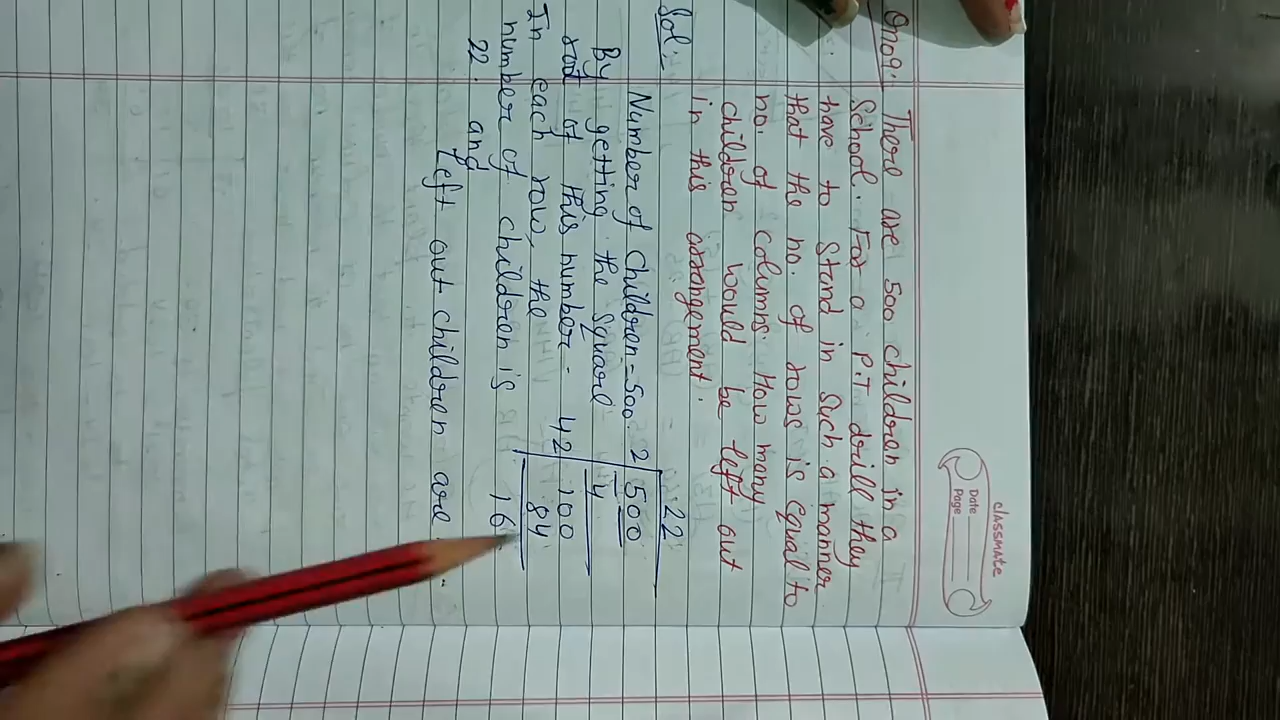 classmate
Date
Page
Qno9. There are 500 children in a
School. For a P.T drill they
have to Stand in such a manner
that the no. of rows is equal to
no. of columns. How many
children would be left out
in this arrangement.
Sol:-
22
Number of children = 500. 2 | 500
By getting the square 4
root of this number - 42 | 100
In each row, the 84
number of children is 16
22. and
Left out children are